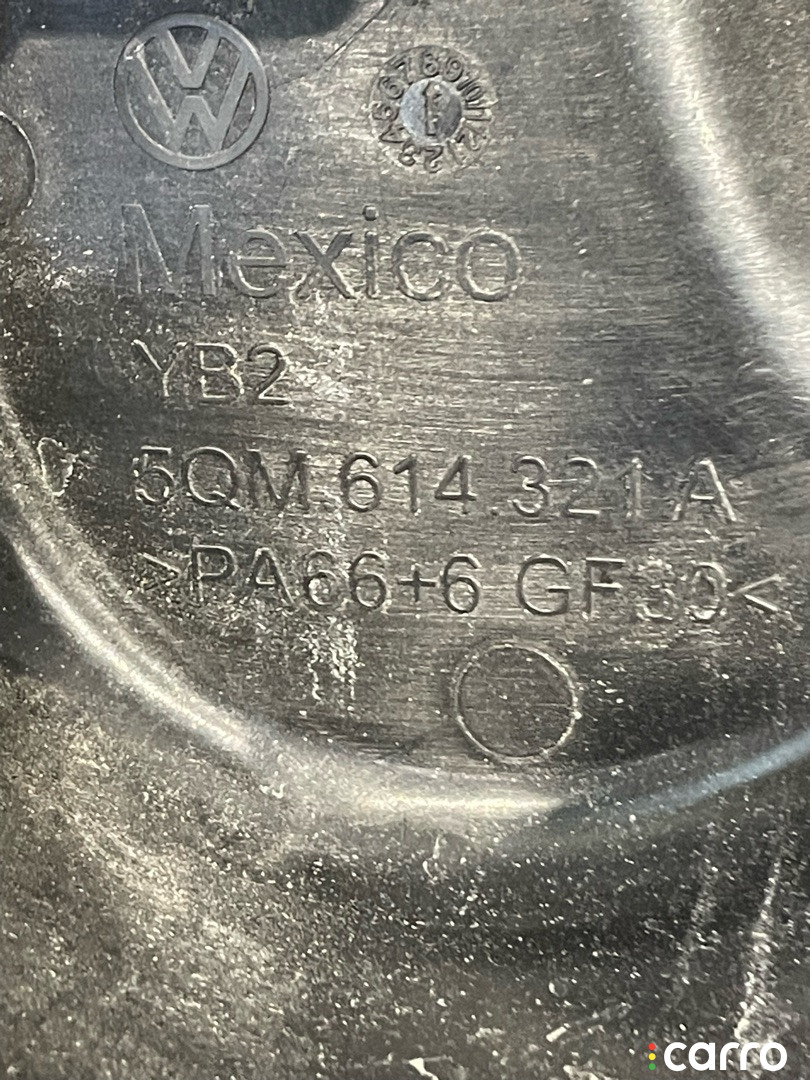 Mexico
YB2
5QM.614.321.A
>PA66+6 GF30<
carro